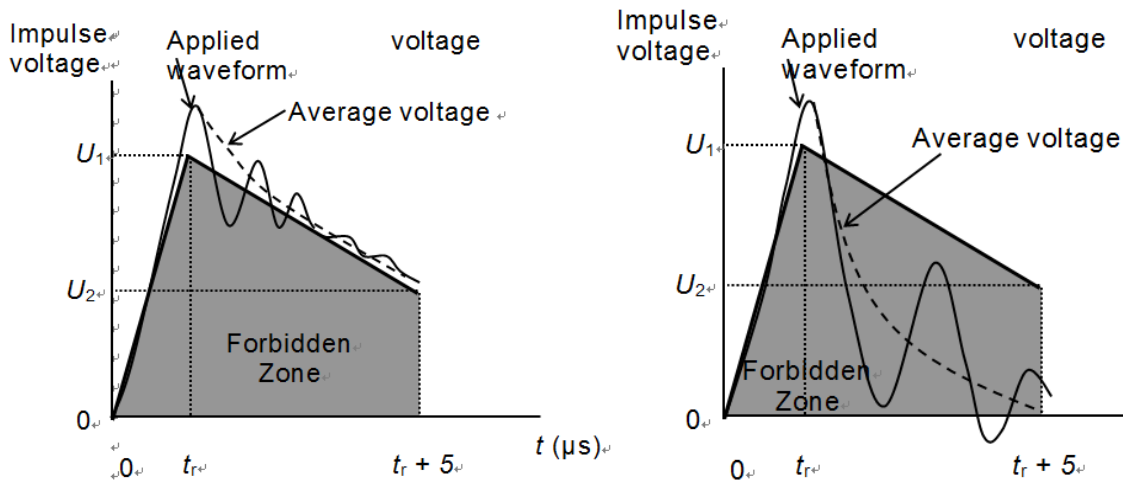 Impulse
voltage
Applied
waveform
voltage
Average voltage
U1
U2
Forbidden
Zone
0
0
tr
tr + 5
t (µs)
Impulse
voltage
Applied
waveform
voltage
Average voltage
U1
U2
Forbidden
Zone
0
0
tr
tr + 5